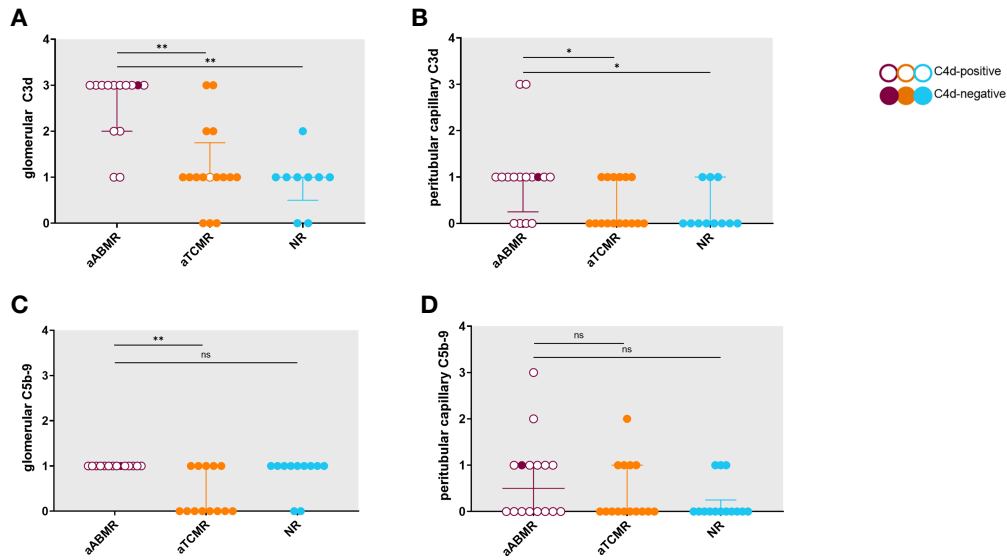 A
glomerular C3d
4
3
2
1
0
**
**
aABMR
aTCMR
NR
B
peritubular capillary C3d
4
3
2
1
0
*
*
aABMR
aTCMR
NR
C4d-positive
C4d-negative
C
glomerular C5b-9
4
3
2
1
0
**
ns
aABMR
aTCMR
NR
D
peritubular capillary C5b-9
4
3
2
1
0
ns
ns
aABMR
aTCMR
NR